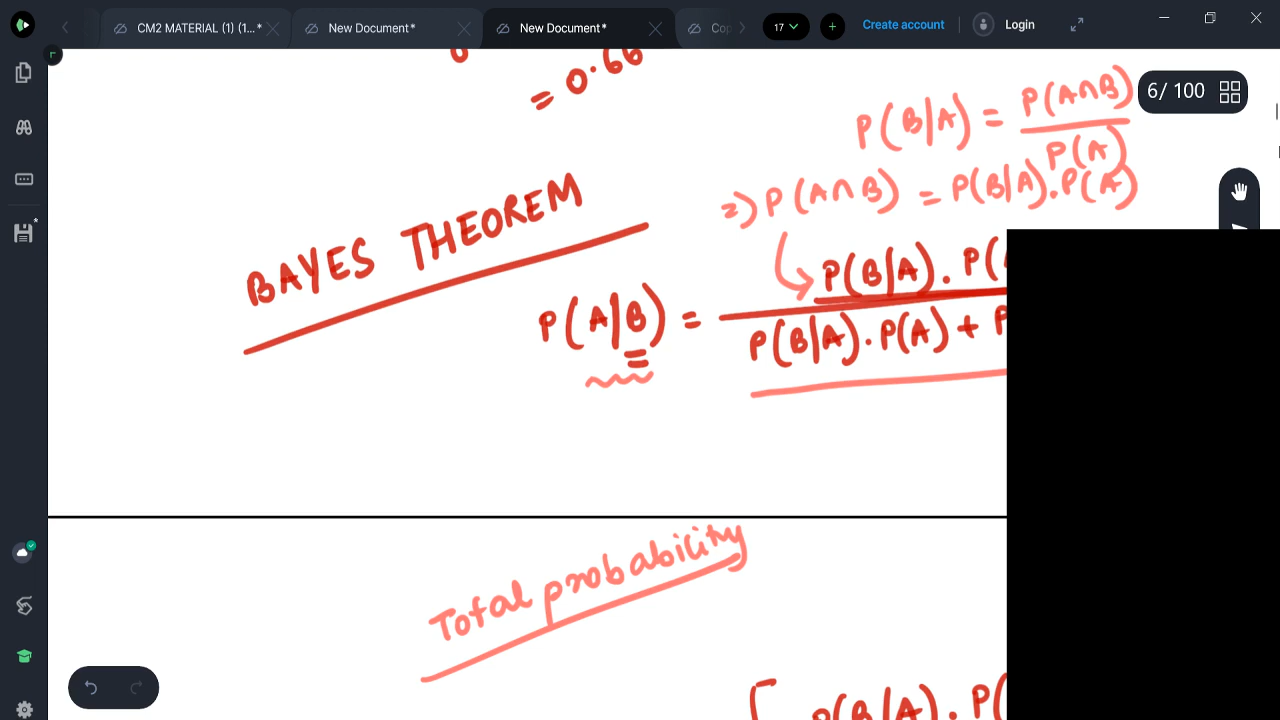 CM2 MATERIAL (1) (1...*
New Document*
New Document*
Cop
17
+
Create account
Login
6/ 100
= 0.66
P(B|A) = P(A∩B)
P(A)
=) P(A∩B) = P(B|A).P(A)
BAYES THEOREM
P(A|B) = P(B|A). P(
P(B|A). P(A) + P
Total probability
P(B|A). P(